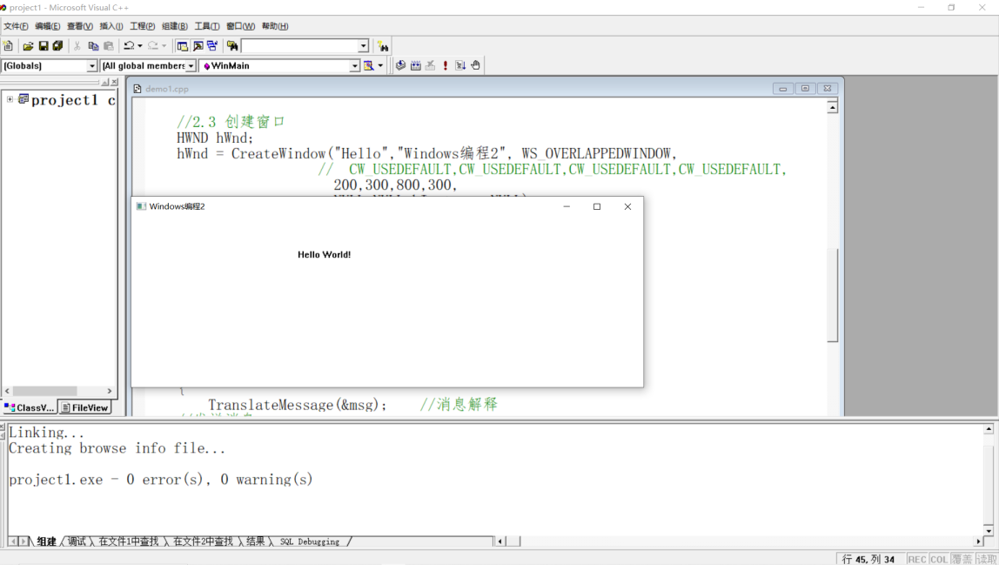 project1 - Microsoft Visual C++
文件(F) 编辑(E) 查看(V) 插入(I) 工程(P) 组建(B) 工具(T) 窗口(W) 帮助(H)
(Globals) (All global members WinMain
project1 c
demo1.cpp
//2.3 创建窗口
HWND hWnd;
hWnd = CreateWindow("Hello","Windows编程2", WS_OVERLAPPEDWINDOW,
// CW_USEDEFAULT,CW_USEDEFAULT,CW_USEDEFAULT,CW_USEDEFAULT,
200,300,800,300,
Windows编程2
Hello World!
{
TranslateMessage(&msg); //消息解释
ClassV... FileView
Linking...
Creating browse info file...
project1.exe - 0 error(s), 0 warning(s)
组建 调试 在文件1中查找 在文件2中查找 结果 SQL Debugging
行 45, 列 34 REC COL 覆盖 读取